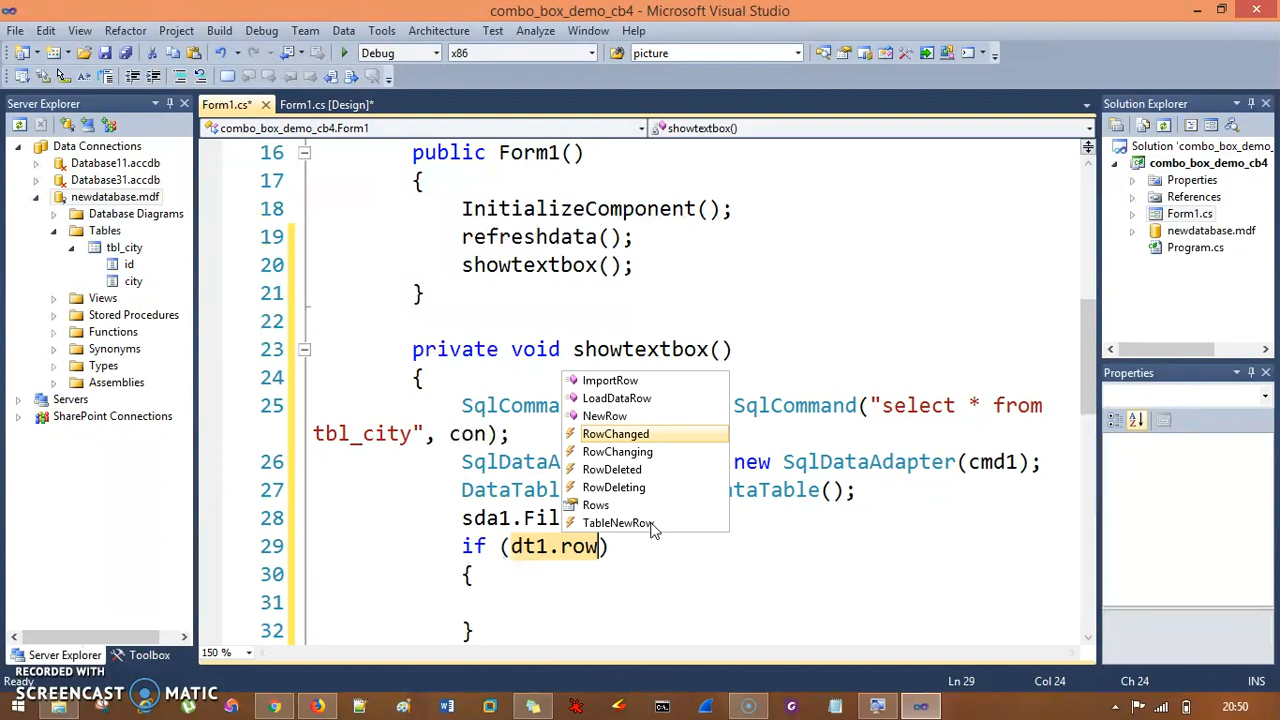 combo_box_demo_cb4 - Microsoft Visual Studio
File Edit View Refactor Project Build Debug Team Data Tools Architecture Test Analyze Window Help
Debug x86 picture
Server Explorer
Form1.cs* Form1.cs [Design]*
Solution Explorer
combo_box_demo_cb4.Form1 showtextbox()
Data Connections
Database11.accdb
Database31.accdb
newdatabase.mdf
Database Diagrams
Tables
tbl_city
id
city
Views
Stored Procedures
Functions
Synonyms
Types
Assemblies
Servers
SharePoint Connections
16 public Form1()
17 {
18 InitializeComponent();
19 refreshdata();
20 showtextbox();
21 }
22
23 private void showtextbox()
24 {
25 SqlComma SqlCommand("select * from
tbl_city", con);
26 SqlDataA new SqlDataAdapter(cmd1);
27 DataTabl taTable();
28 sda1.Fil
29 if (dt1.row)
30 {
31
32 }
ImportRow
LoadDataRow
NewRow
RowChanged
RowChanging
RowDeleted
RowDeleting
Rows
TableNewRow
Solution 'combo_box_demo_
combo_box_demo_cb4
Properties
References
Form1.cs
newdatabase.mdf
Program.cs
Properties
150 %
Server Explorer Toolbox
Ready Ln 29 Col 24 Ch 24 INS
RECORDED WITH
SCREENCAST MATIC
20:50